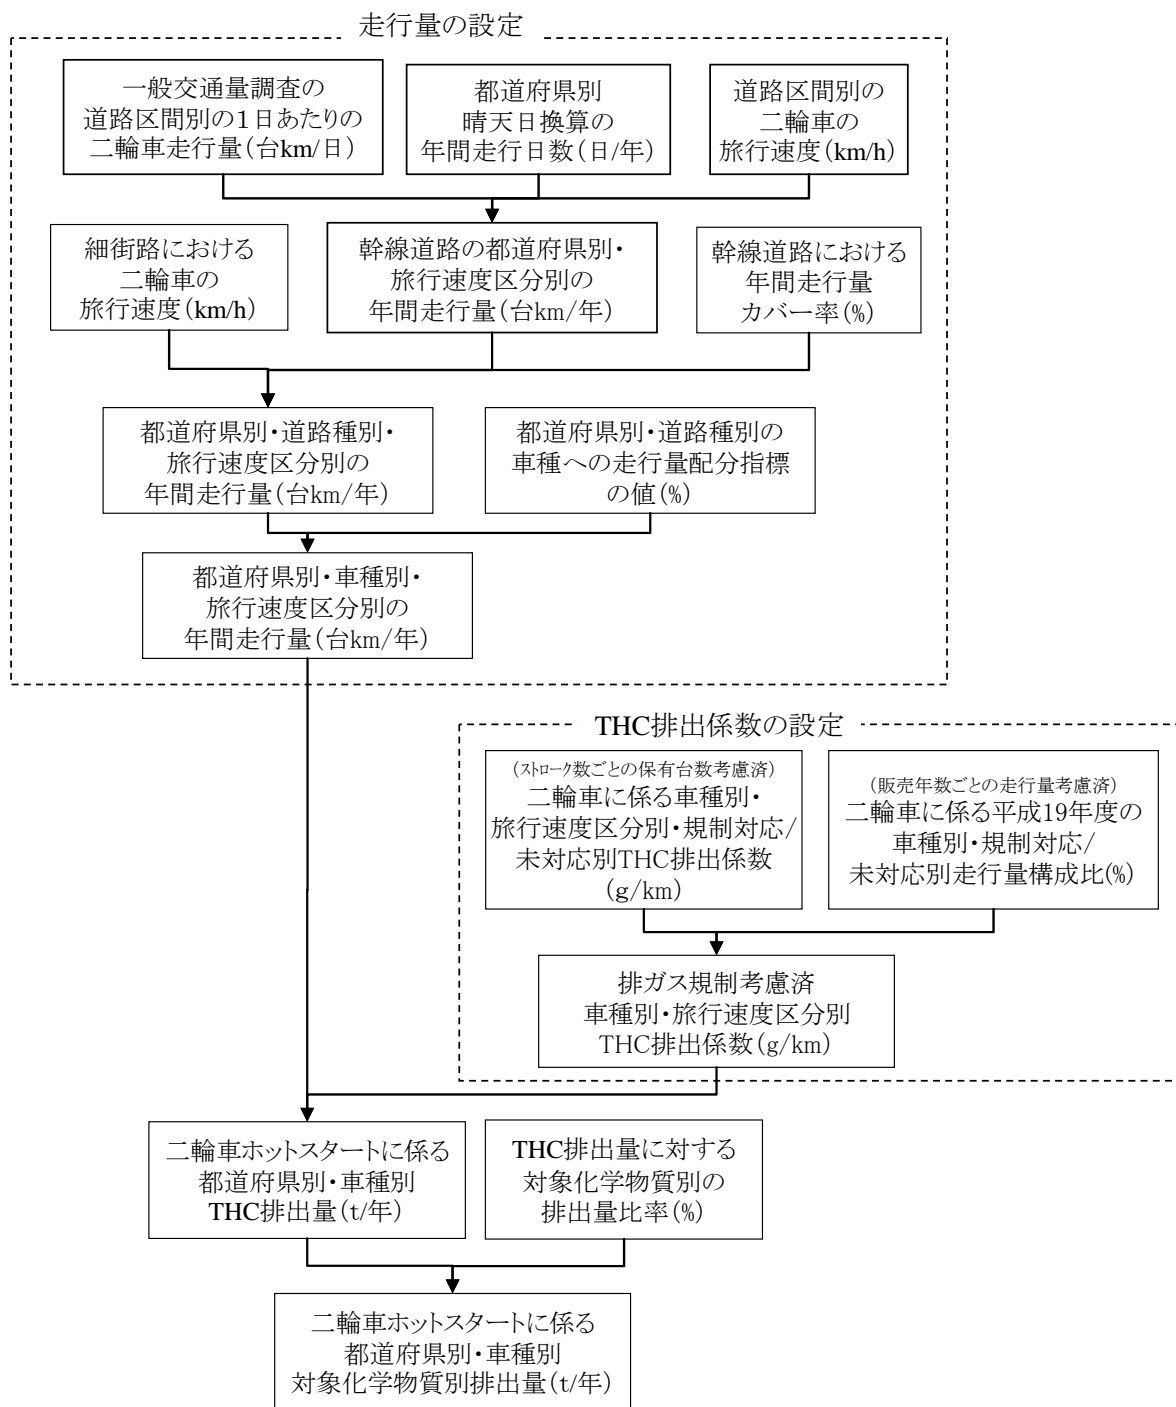 走行量の設定
一般交通量調査の
道路区間別の１日あたりの
二輪車走行量(台km/日)
都道府県別
晴天日換算の
年間走行日数(日/年)
道路区間別の
二輪車の
旅行速度(km/h)
細街路における
二輪車の
旅行速度(km/h)
幹線道路の都道府県別・
旅行速度区分別の
年間走行量(台km/年)
幹線道路における
年間走行量
カバー率(%)
都道府県別・道路種別・
旅行速度区分別の
年間走行量(台km/年)
都道府県別・道路種別の
車種への走行量配分指標
の値(%)
都道府県別・車種別・
旅行速度区分別の
年間走行量(台km/年)
THC排出係数の設定
(ストローク数ごとの保有台数考慮済)
二輪車に係る車種別・
旅行速度区分別・規制対応/
未対応別THC排出係数
(g/km)
(販売年数ごとの走行量考慮済)
二輪車に係る平成19年度の
車種別・規制対応/
未対応別走行量構成比(%)
排ガス規制考慮済
車種別・旅行速度区分別
THC排出係数(g/km)
二輪車ホットスタートに係る
都道府県別・車種別
THC排出量(t/年)
THC排出量に対する
対象化学物質別の
排出量比率(%)
二輪車ホットスタートに係る
都道府県別・車種別
対象化学物質別排出量(t/年)